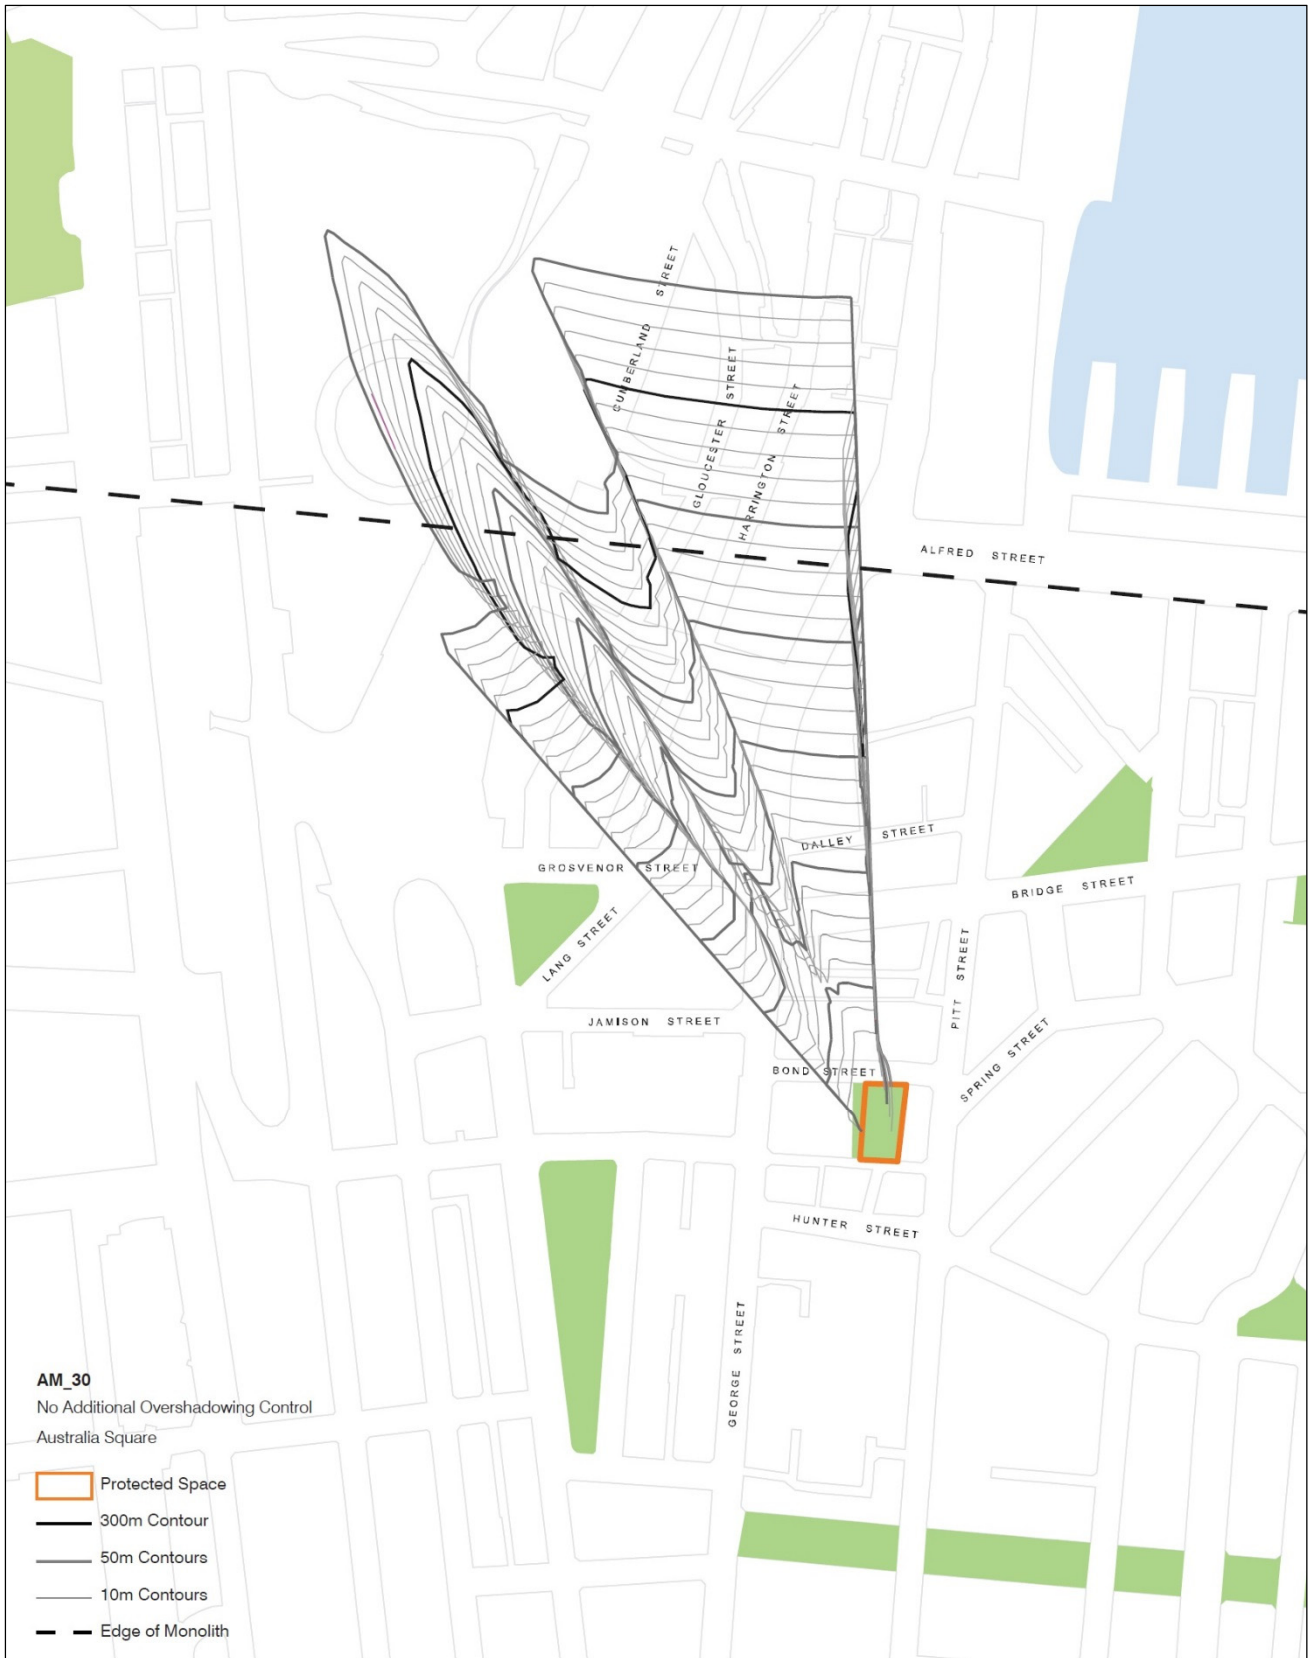 CUMBERLAND STREET
GLOUCESTER STREET
HARRINGTON STREET
ALFRED STREET
DALLEY STREET
GROSVENOR STREET
BRIDGE STREET
LANG STREET
PITT STREET
JAMISON STREET
SPRING STREET
BOND STREET
HUNTER STREET
GEORGE STREET
AM_30
No Additional Overshadowing Control
Australia Square
Protected Space
300m Contour
50m Contours
10m Contours
Edge of Monolith